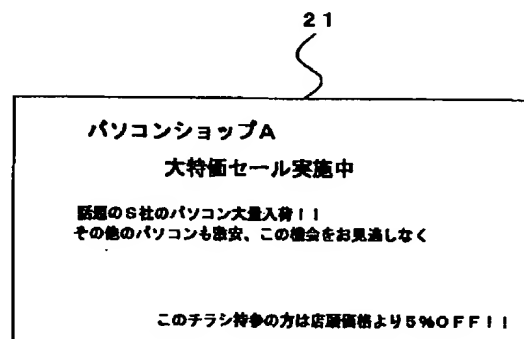 21
パソコンショップA
大特価セール実施中
話題のS社のパソコン大量入荷!!
その他のパソコンも激安、この機会をお見逃しなく
このチラシ持参の方は店頭価格より5%OFF!!